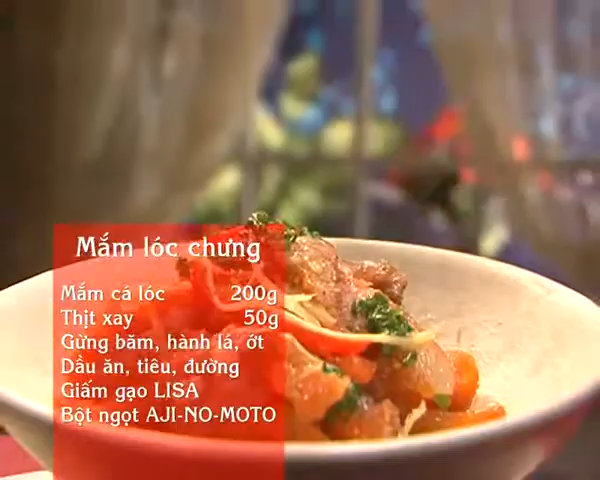 Mắm lóc chưng
Mắm cá lóc 200g
Thịt xay 50g
Gừng băm, hành lá, ớt
Dầu ăn, tiêu, đường
Giấm gạo LISA
Bột ngọt AJI-NO-MOTO